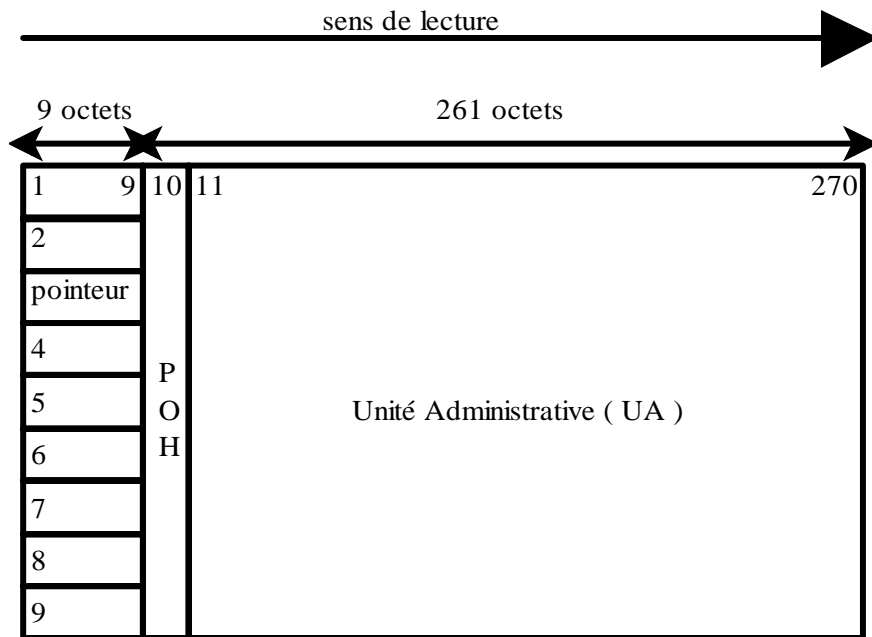 sens de lecture
9 octets 261 octets
1 9 10 11 270
2
pointeur
4
5
6
7
8
9
P
O
H
Unité Administrative ( UA )